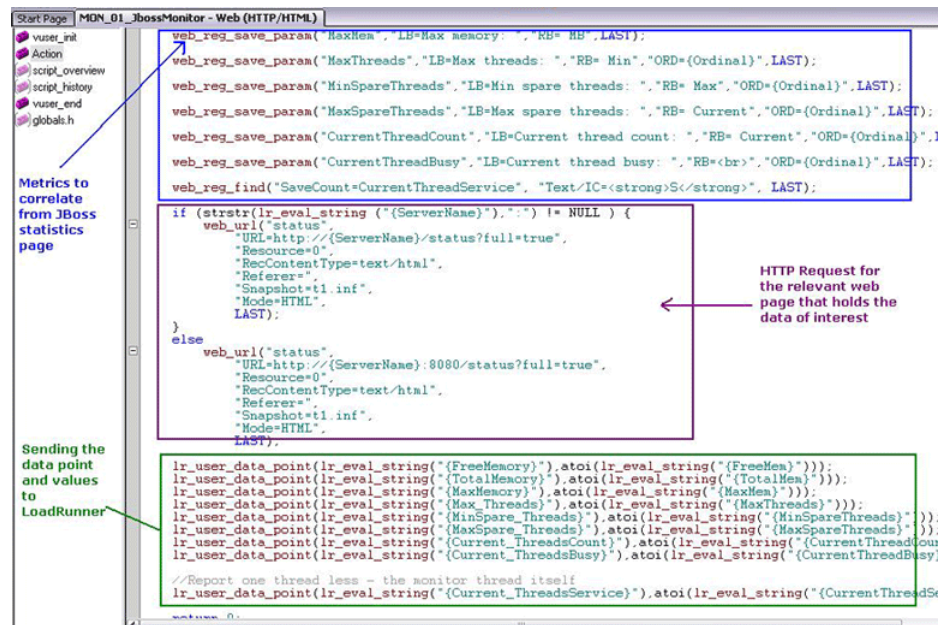 Start Page MON_01_JbossMonitor - Web (HTTP/HTML)
vuser_init
Action
script_overview
script_history
vuser_end
globals.h
Metrics to
correlate
from JBoss
statistics
page
web_reg_save_param("MaxMem","LB=Max memory: ","RB= MB",LAST);
web_reg_save_param("MaxThreads","LB=Max threads: ","RB= Min","ORD={Ordinal}",LAST);
web_reg_save_param("MinSpareThreads","LB=Min spare threads: ","RB= Max","ORD={Ordinal}",LAST);
web_reg_save_param("MaxSpareThreads","LB=Max spare threads: ","RB= Current","ORD={Ordinal}",LAST);
web_reg_save_param("CurrentThreadCount","LB=Current thread count: ","RB= Current","ORD={Ordinal}",
web_reg_save_param("CurrentThreadBusy","LB=Current thread busy: ","RB=<br>","ORD={Ordinal}",LAST);
web_reg_find("SaveCount=CurrentThreadService", "Text/IC=<strong>S</strong>", LAST);
if (strstr(lr_eval_string ("{ServerName}"),":") != NULL ) {
web_url("status",
"URL=http://{ServerName}/status?full=true",
"Resource=0",
"RecContentType=text/html",
"Referer=",
"Snapshot=t1.inf",
"Mode=HTML",
LAST);
}
else
web_url("status",
"URL=http://{ServerName}:8080/status?full=true",
"Resource=0",
"RecContentType=text/html",
"Referer=",
"Snapshot=t1.inf",
"Mode=HTML",
LAST);
HTTP Request for
the relevant web
page that holds the
data of interest
Sending the
data point
and values
to
LoadRunner
lr_user_data_point(lr_eval_string("{FreeMemory}"),atoi(lr_eval_string("{FreeMem}")));
lr_user_data_point(lr_eval_string("{TotalMemory}"),atoi(lr_eval_string("{TotalMem}")));
lr_user_data_point(lr_eval_string("{MaxMemory}"),atoi(lr_eval_string("{MaxMem}")));
lr_user_data_point(lr_eval_string("{Max_Threads}"),atoi(lr_eval_string("{MaxThreads}")));
lr_user_data_point(lr_eval_string("{MinSpare_Threads}"),atoi(lr_eval_string("{MinSpareThreads}")));
lr_user_data_point(lr_eval_string("{MaxSpare_Threads}"),atoi(lr_eval_string("{MaxSpareThreads}")));
lr_user_data_point(lr_eval_string("{Current_ThreadsCount}"),atoi(lr_eval_string("{CurrentThreadCou
lr_user_data_point(lr_eval_string("{Current_ThreadsBusy}"),atoi(lr_eval_string("{CurrentThreadBusy}
//Report one thread less - the monitor thread itself
lr_user_data_point(lr_eval_string("{Current_ThreadsService}"),atoi(lr_eval_string("{CurrentThreadSe
return 0;